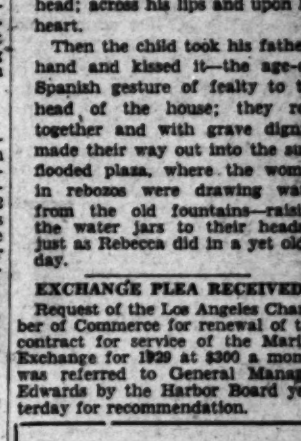 head; across his lips and upon
heart.
Then the child took his fathe
hand and kissed it—the age-
Spanish gesture of fealty to t
head of the house; they r
together and with grave dign
made their way out into the su
flooded plaza, where the wom
in rebozos were drawing wa
from the old fountains—rais
the water jars to their head
just as Rebecca did in a yet old
day.
EXCHANGE PLEA RECEIVED
Request of the Los Angeles Cha
ber of Commerce for renewal of t
contract for service of the Mari
Exchange for 1929 at $300 a mon
was referred to General Manag
Edwards by the Harbor Board ye
terday for recommendation.